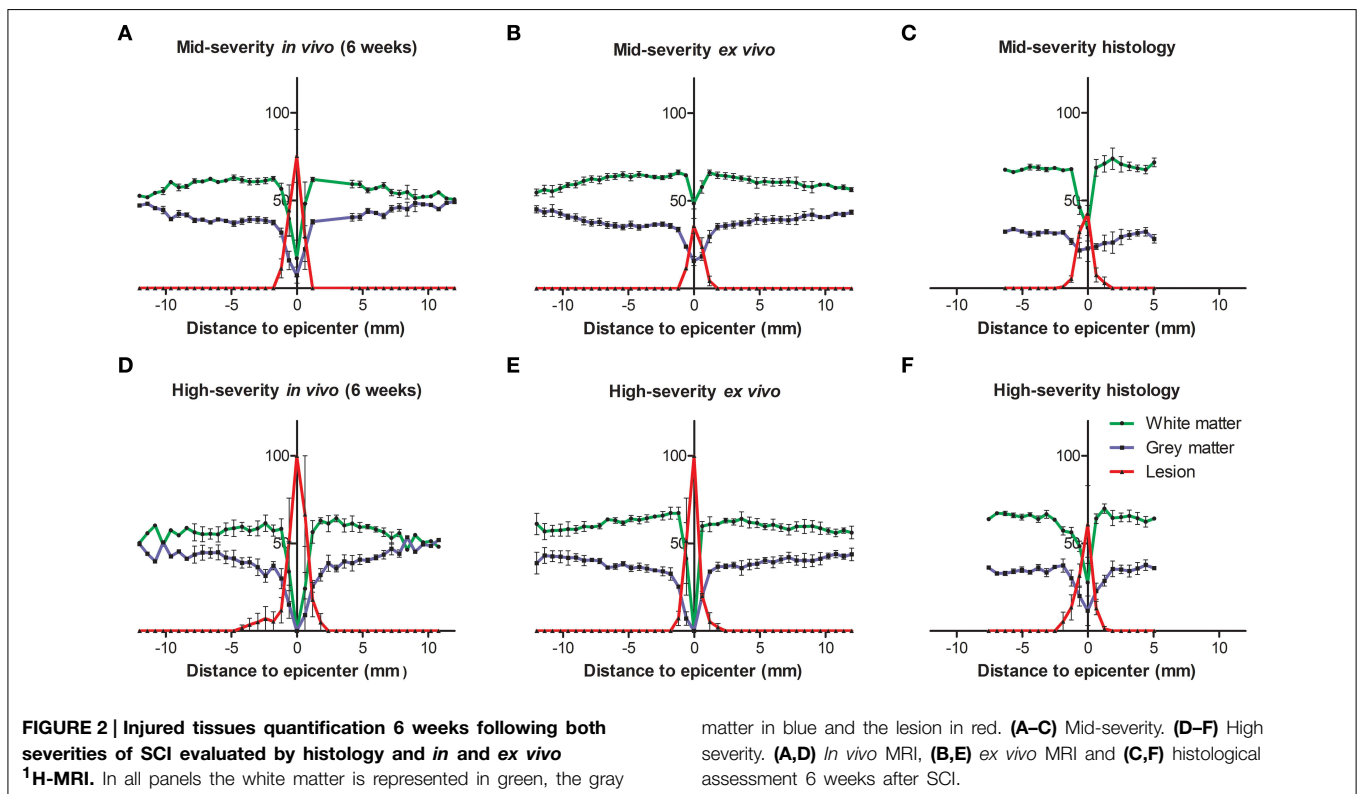 A
Mid-severity in vivo (6 weeks)
100
50
-10 -5 0 5 10
Distance to epicenter (mm)
B
Mid-severity ex vivo
100
50
-10 -5 0 5 10
Distance to epicenter (mm)
C
Mid-severity histology
100
50
-10 -5 0 5 10
Distance to epicenter (mm)
D
High-severity in vivo (6 weeks)
100
50
-10 -5 0 5 10
Distance to epicenter (mm)
E
High-severity ex vivo
100
50
-10 -5 0 5 10
Distance to epicenter (mm)
F
High-severity histology
White matter
Grey matter
Lesion
100
50
-10 -5 0 5 10
Distance to epicenter (mm)
FIGURE 2 | Injured tissues quantification 6 weeks following both
severities of SCI evaluated by histology and in and ex vivo
¹H-MRI. In all panels the white matter is represented in green, the gray
matter in blue and the lesion in red. (A–C) Mid-severity. (D–F) High
severity. (A,D) In vivo MRI, (B,E) ex vivo MRI and (C,F) histological
assessment 6 weeks after SCI.